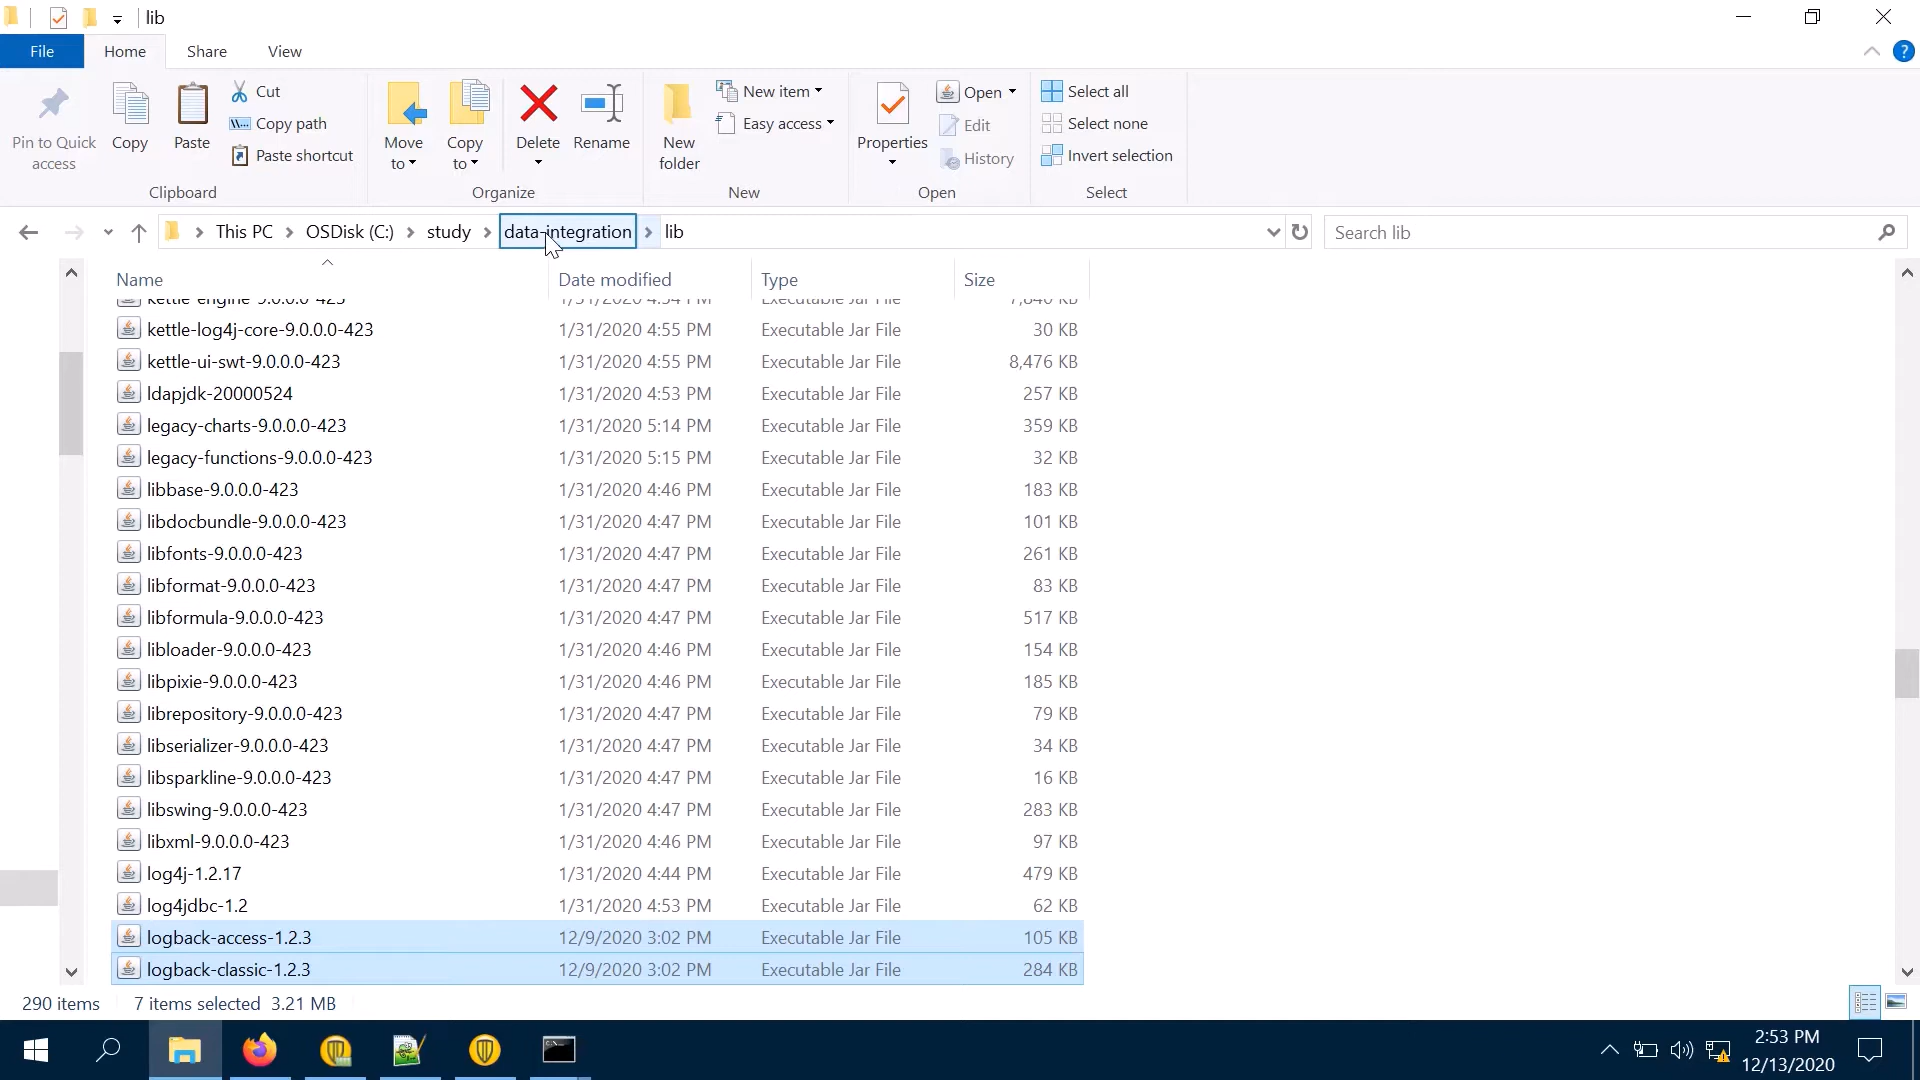 lib
File Home Share View
Pin to Quick access
Copy
Paste
Cut
Copy path
Paste shortcut
Clipboard
Move to
Copy to
Delete
Rename
Organize
New folder
New item
Easy access
New
Properties
Open
Edit
History
Open
Select all
Select none
Invert selection
Select
This PC OSDisk (C:) study data-integration lib
Search lib
Name Date modified Type Size
kettle-engine-9.0.0.0-423 1/31/2020 4:54 PM Executable Jar File 7,840 KB
kettle-log4j-core-9.0.0.0-423 1/31/2020 4:55 PM Executable Jar File 30 KB
kettle-ui-swt-9.0.0.0-423 1/31/2020 4:55 PM Executable Jar File 8,476 KB
ldapjdk-20000524 1/31/2020 4:53 PM Executable Jar File 257 KB
legacy-charts-9.0.0.0-423 1/31/2020 5:14 PM Executable Jar File 359 KB
legacy-functions-9.0.0.0-423 1/31/2020 5:15 PM Executable Jar File 32 KB
libbase-9.0.0.0-423 1/31/2020 4:46 PM Executable Jar File 183 KB
libdocbundle-9.0.0.0-423 1/31/2020 4:47 PM Executable Jar File 101 KB
libfonts-9.0.0.0-423 1/31/2020 4:47 PM Executable Jar File 261 KB
libformat-9.0.0.0-423 1/31/2020 4:47 PM Executable Jar File 83 KB
libformula-9.0.0.0-423 1/31/2020 4:47 PM Executable Jar File 517 KB
libloader-9.0.0.0-423 1/31/2020 4:46 PM Executable Jar File 154 KB
libpixie-9.0.0.0-423 1/31/2020 4:46 PM Executable Jar File 185 KB
librepository-9.0.0.0-423 1/31/2020 4:47 PM Executable Jar File 79 KB
libserializer-9.0.0.0-423 1/31/2020 4:47 PM Executable Jar File 34 KB
libsparkline-9.0.0.0-423 1/31/2020 4:47 PM Executable Jar File 16 KB
libswing-9.0.0.0-423 1/31/2020 4:47 PM Executable Jar File 283 KB
libxml-9.0.0.0-423 1/31/2020 4:46 PM Executable Jar File 97 KB
log4j-1.2.17 1/31/2020 4:44 PM Executable Jar File 479 KB
log4jdbc-1.2 1/31/2020 4:53 PM Executable Jar File 62 KB
logback-access-1.2.3 12/9/2020 3:02 PM Executable Jar File 105 KB
logback-classic-1.2.3 12/9/2020 3:02 PM Executable Jar File 284 KB
290 items 7 items selected 3.21 MB
2:53 PM
12/13/2020